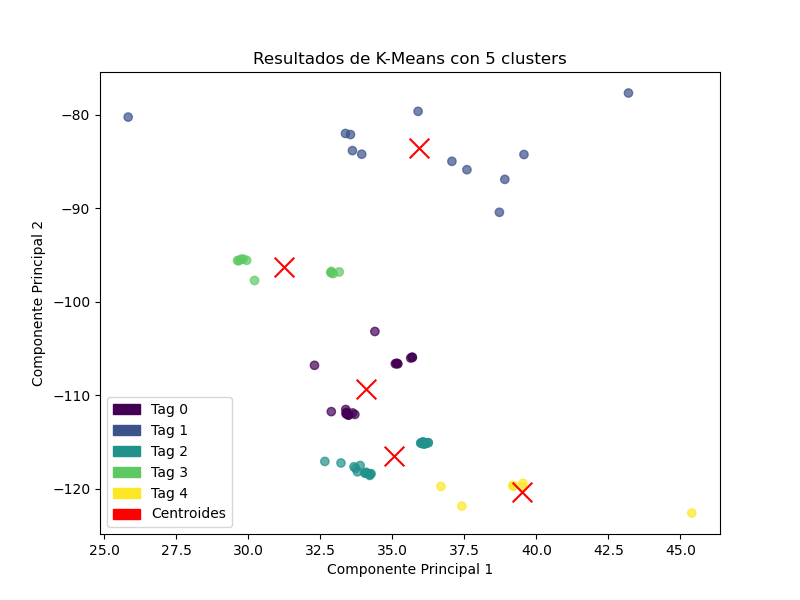 Resultados de K-Means con 5 clusters
Componente Principal 2
−80
−90
−100
−110
−120
Tag 0
Tag 1
Tag 2
Tag 3
Tag 4
Centroides
25.0 27.5 30.0 32.5 35.0 37.5 40.0 42.5 45.0
Componente Principal 1